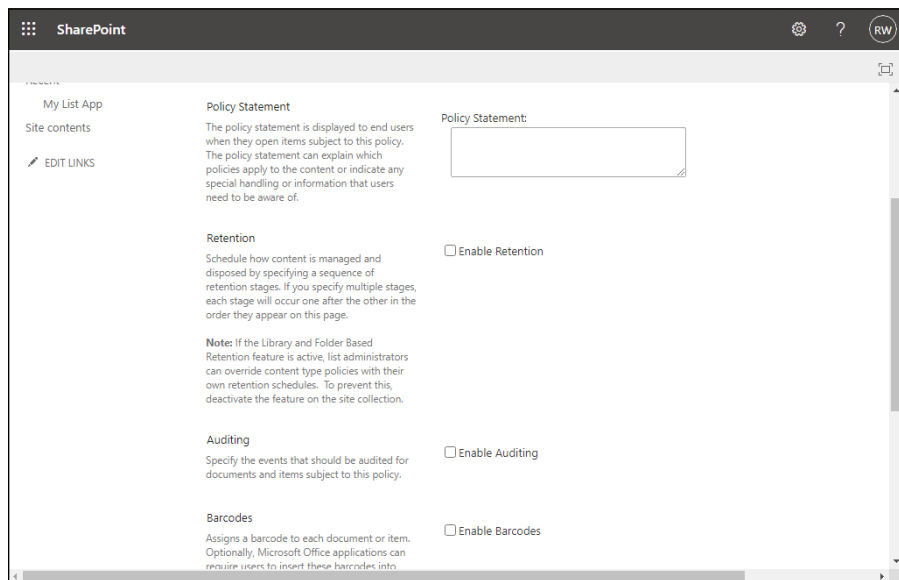 SharePoint
?
RW
Recent
My List App
Site contents
EDIT LINKS
Policy Statement
The policy statement is displayed to end users
when they open items subject to this policy.
The policy statement can explain which
policies apply to the content or indicate any
special handling or information that users
need to be aware of.
Policy Statement:
Retention
Schedule how content is managed and
disposed by specifying a sequence of
retention stages. If you specify multiple stages,
each stage will occur one after the other in the
order they appear on this page.
Note: If the Library and Folder Based
Retention feature is active, list administrators
can override content type policies with their
own retention schedules. To prevent this,
deactivate the feature on the site collection.
Enable Retention
Auditing
Specify the events that should be audited for
documents and items subject to this policy.
Enable Auditing
Barcodes
Assigns a barcode to each document or item.
Optionally, Microsoft Office applications can
require users to insert these barcodes into
Enable Barcodes